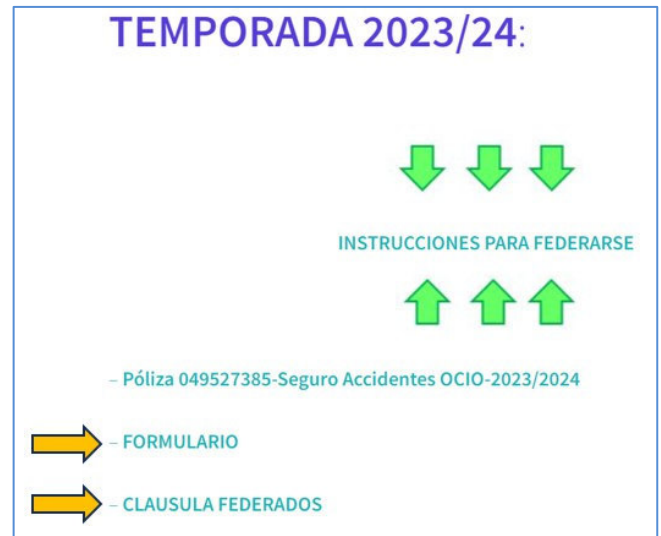 TEMPORADA 2023/24:
INSTRUCCIONES PARA FEDERARSE
– Póliza 049527385-Seguro Accidentes OCIO-2023/2024
– FORMULARIO
– CLAUSULA FEDERADOS